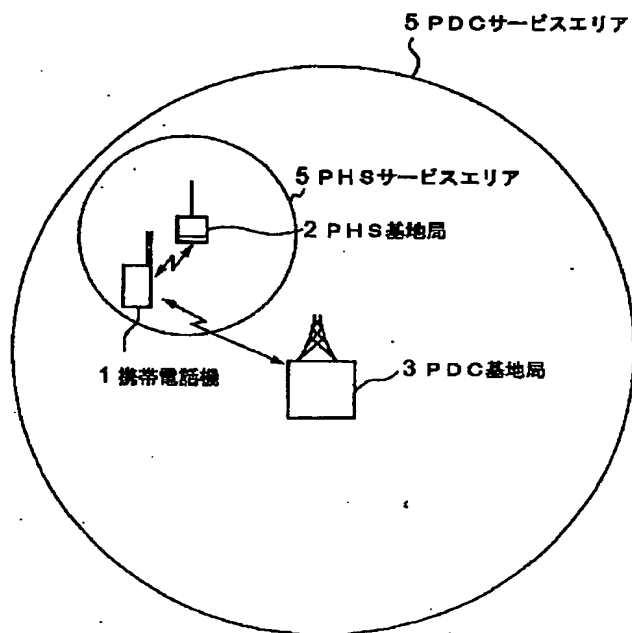 5 PDCサービスエリア
5 PHSサービスエリア
2 PHS基地局
1 携帯電話機
3 PDC基地局